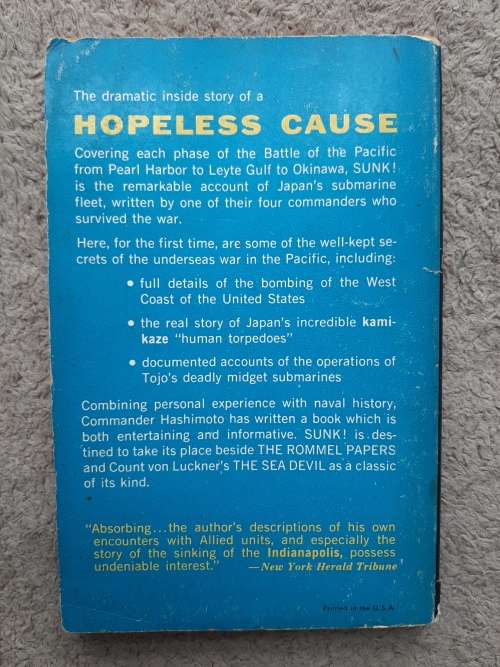 The dramatic inside story of a
HOPELESS CAUSE
Covering each phase of the Battle of the Pacific
from Pearl Harbor to Leyte Gulf to Okinawa, SUNK!
is the remarkable account of Japan's submarine
fleet, written by one of their four commanders who
survived the war.
Here, for the first time, are some of the well-kept se-
crets of the underseas war in the Pacific, including:
• full details of the bombing of the West
Coast of the United States
• the real story of Japan's incredible kami-
kaze "human torpedoes"
• documented accounts of the operations of
Tojo's deadly midget submarines
Combining personal experience with naval history,
Commander Hashimoto has written a book which is
both entertaining and informative. SUNK! is des-
tined to take its place beside THE ROMMEL PAPERS
and Count von Luckner's THE SEA DEVIL as a classic
of its kind.
"Absorbing...the author's descriptions of his own
encounters with Allied units, and especially the
story of the sinking of the Indianapolis, possess
undeniable interest." —New York Herald Tribune
Printed in the U.S.A.